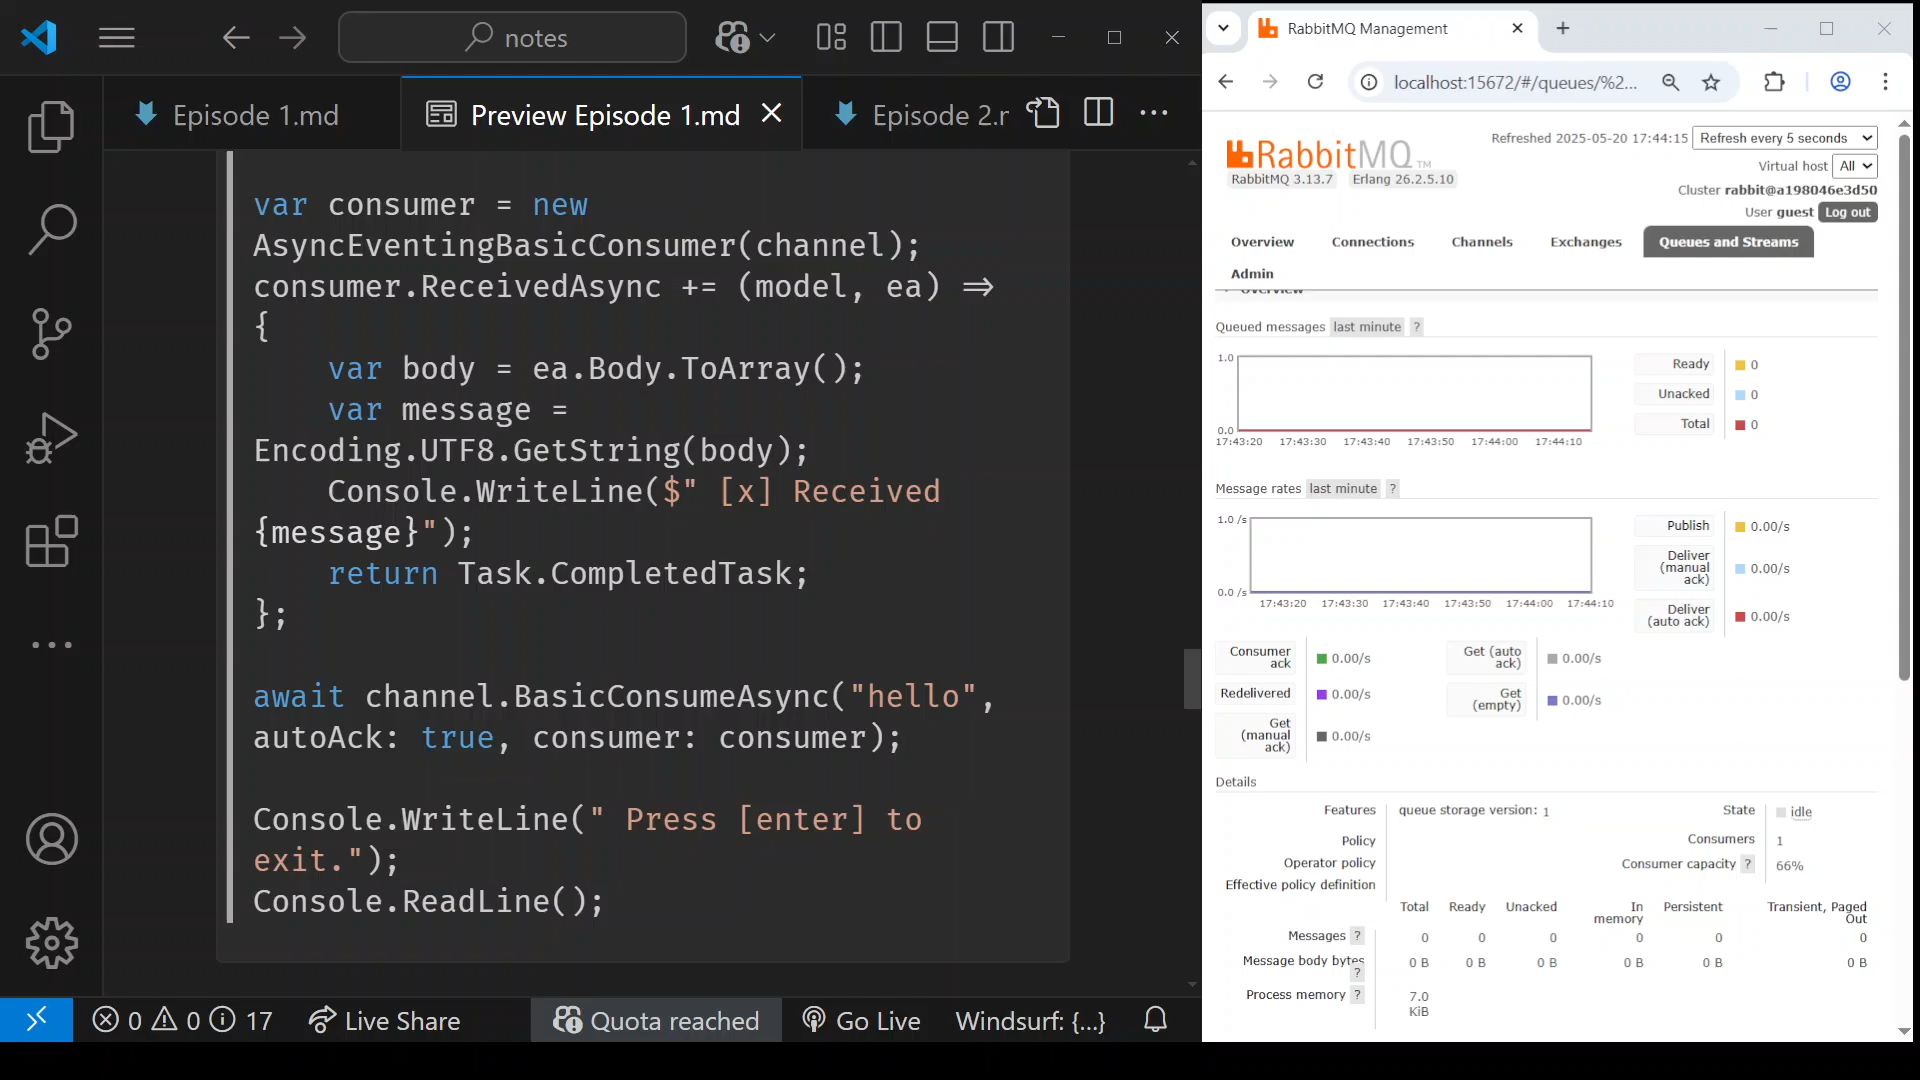 notes
Episode 1.md
Preview Episode 1.md
Episode 2.r
var consumer = new
AsyncEventingBasicConsumer(channel);
consumer.ReceivedAsync += (model, ea) =>
{
var body = ea.Body.ToArray();
var message =
Encoding.UTF8.GetString(body);
Console.WriteLine($" [x] Received
{message}");
return Task.CompletedTask;
};
await channel.BasicConsumeAsync("hello",
autoAck: true, consumer: consumer);
Console.WriteLine(" Press [enter] to
exit.");
Console.ReadLine();
0 0 17
Live Share
Quota reached
Go Live
Windsurf: {...}
RabbitMQ Management
localhost:15672/#/queues/%2...
RabbitMQ TM
RabbitMQ 3.13.7 Erlang 26.2.5.10
Refreshed 2025-05-20 17:44:15 Refresh every 5 seconds
Virtual host All
Cluster rabbit@a198046e3d50
User guest Log out
Overview Connections Channels Exchanges Queues and Streams
Admin
Overview
Queued messages last minute ?
1.0
0.0
17:43:20 17:43:30 17:43:40 17:43:50 17:44:00 17:44:10
Ready 0
Unacked 0
Total 0
Message rates last minute ?
1.0 /s
0.0 /s
17:43:20 17:43:30 17:43:40 17:43:50 17:44:00 17:44:10
Publish 0.00/s
Deliver
(manual 0.00/s
ack)
Deliver
(auto ack) 0.00/s
Consumer
ack 0.00/s
Redelivered 0.00/s
Get
(manual 0.00/s
ack)
Get (auto
ack) 0.00/s
Get
(empty) 0.00/s
Details
Features queue storage version: 1
Policy
Operator policy
Effective policy definition
State idle
Consumers 1
Consumer capacity ? 66%
Total Ready Unacked In
memory Persistent Transient, Paged
Out
Messages ? 0 0 0 0 0 0
Message body bytes
? 0 B 0 B 0 B 0 B 0 B 0 B
Process memory ? 7.0
KiB